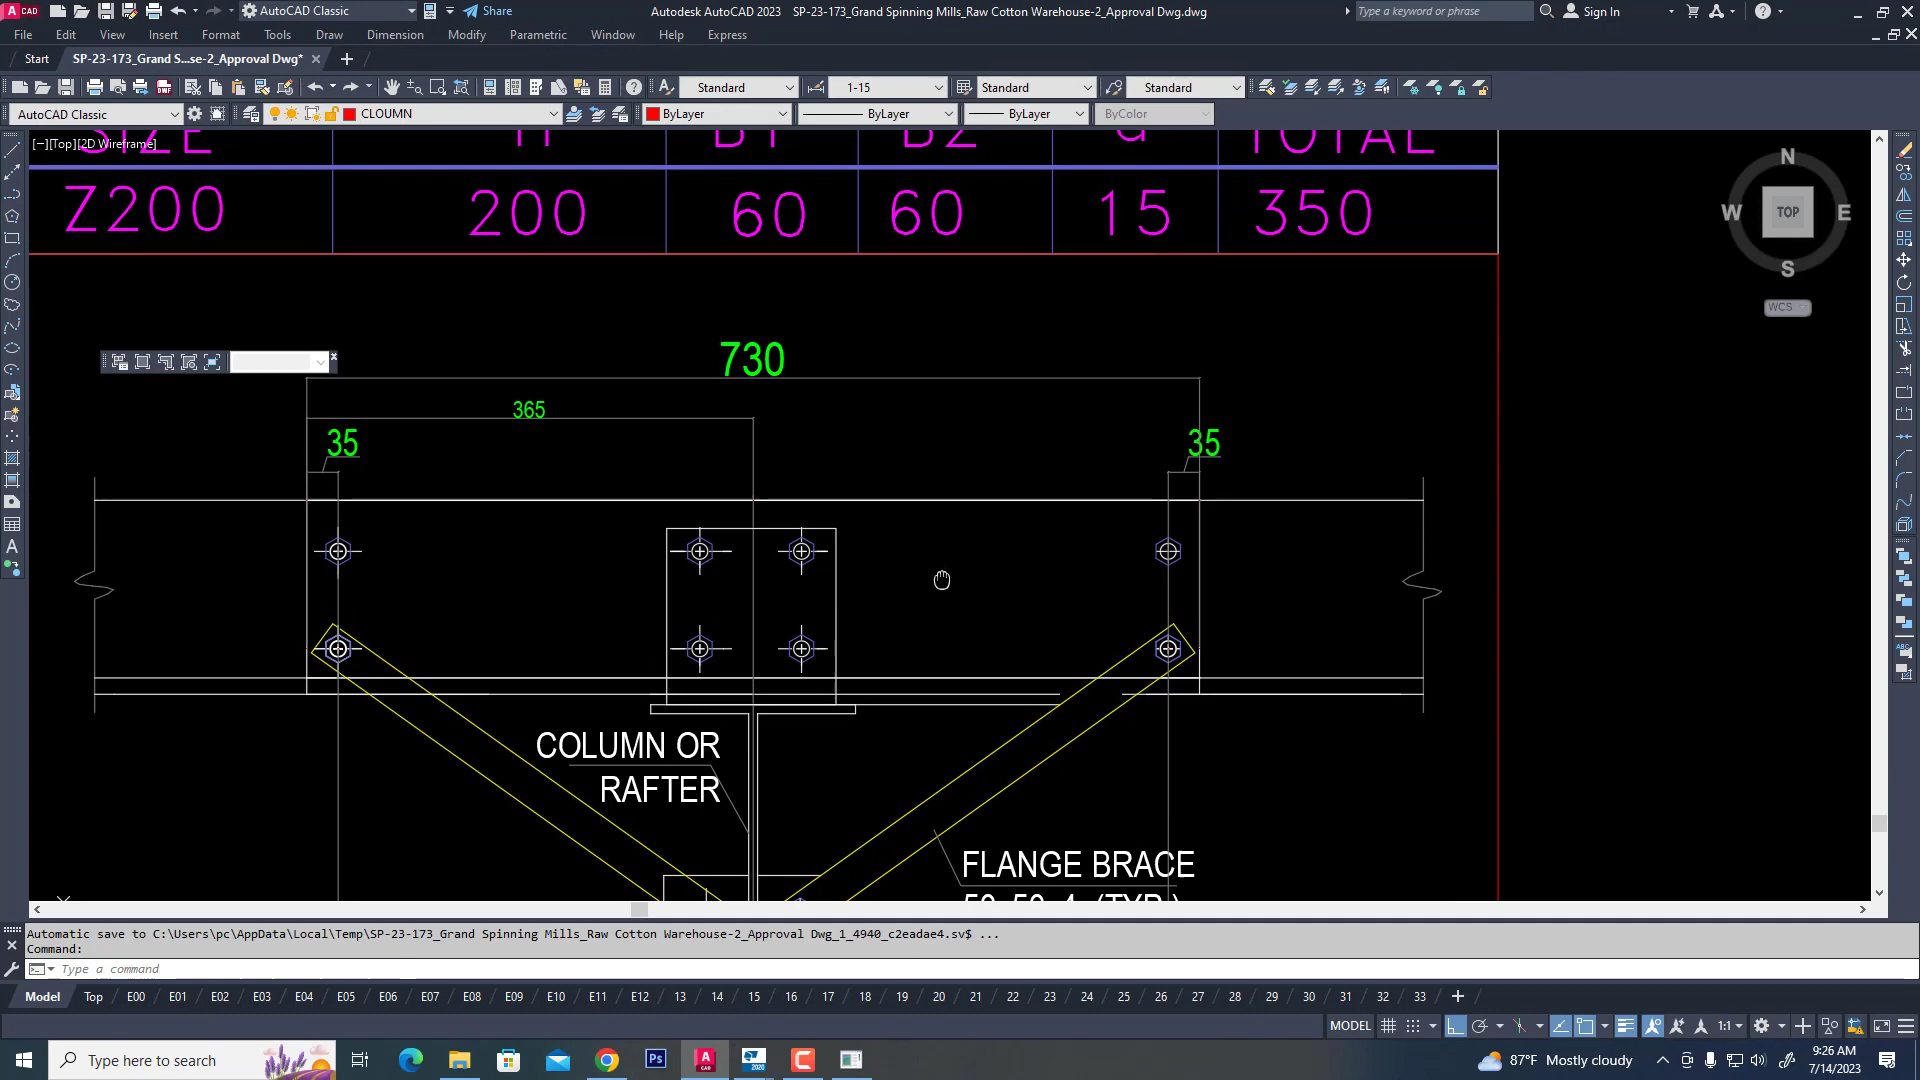 AutoCAD Classic
Share
Autodesk AutoCAD 2023 SP-23-173_Grand Spinning Mills_Raw Cotton Warehouse-2_Approval Dwg.dwg
Type a keyword or phrase
Sign In
File Edit View Insert Format Tools Draw Dimension Modify Parametric Window Help Express
Start SP-23-173_Grand S...se-2_Approval Dwg*
Standard 1-15 Standard Standard
AutoCAD Classic CLOUMN ByLayer ByLayer ByLayer ByColor
[−][Top][2D Wireframe]
SIZE H B1 B2 d TOTAL
Z200 200 60 60 15 350
N
W TOP E
S
WCS
730
365
35 35
COLUMN OR
RAFTER
FLANGE BRACE
50x50x4 (TYP.)
Automatic save to C:\Users\pc\AppData\Local\Temp\SP-23-173_Grand Spinning Mills_Raw Cotton Warehouse-2_Approval Dwg_1_4940_c2eadae4.sv$ ...
Command:
Type a command
Model Top E00 E01 E02 E03 E04 E05 E06 E07 E08 E09 E10 E11 E12 13 14 15 16 17 18 19 20 21 22 23 24 25 26 27 28 29 30 31 32 33
MODEL 1:1
Type here to search
87°F Mostly cloudy
9:26 AM
7/14/2023